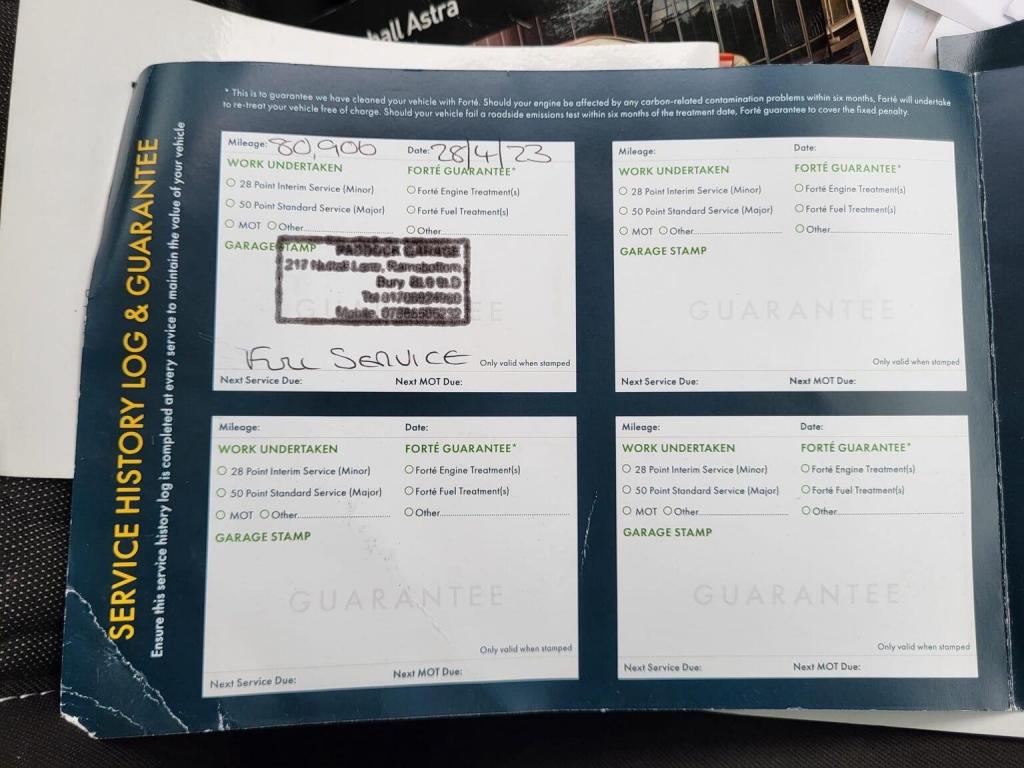 all Astra
* This is to guarantee we have cleaned your vehicle with Forté. Should your engine be affected by any carbon-related contamination problems within six months, Forté will undertake
to re-treat your vehicle free of charge. Should your vehicle fail a roadside emissions test within six months of the treatment date, Forté guarantee to cover the fixed penalty.
SERVICE HISTORY LOG & GUARANTEE
Ensure this service history log is completed at every service to maintain the value of your vehicle
Mileage: 80,906 Date: 28/4/23
WORK UNDERTAKEN FORTÉ GUARANTEE*
28 Point Interim Service (Minor) Forté Engine Treatment(s)
50 Point Standard Service (Major) Forté Fuel Treatment(s)
MOT Other Other
GARAGE STAMP
PADDOCK GARAGE
217 Nuttall Lane, Ramsbottom
Bury BL0 9LD
Tel
Mobile.
GUARANTEE
Full SERVICE
Only valid when stamped
Next Service Due: Next MOT Due:
Mileage: Date:
WORK UNDERTAKEN FORTÉ GUARANTEE*
28 Point Interim Service (Minor) Forté Engine Treatment(s)
50 Point Standard Service (Major) Forté Fuel Treatment(s)
MOT Other Other
GARAGE STAMP
GUARANTEE
Only valid when stamped
Next Service Due: Next MOT Due:
Mileage: Date:
WORK UNDERTAKEN FORTÉ GUARANTEE*
28 Point Interim Service (Minor) Forté Engine Treatment(s)
50 Point Standard Service (Major) Forté Fuel Treatment(s)
MOT Other Other
GARAGE STAMP
GUARANTEE
Only valid when stamped
Next Service Due: Next MOT Due:
Mileage: Date:
WORK UNDERTAKEN FORTÉ GUARANTEE*
28 Point Interim Service (Minor) Forté Engine Treatment(s)
50 Point Standard Service (Major) Forté Fuel Treatment(s)
MOT Other Other
GARAGE STAMP
GUARANTEE
Only valid when stamped
Next Service Due: Next MOT Due: